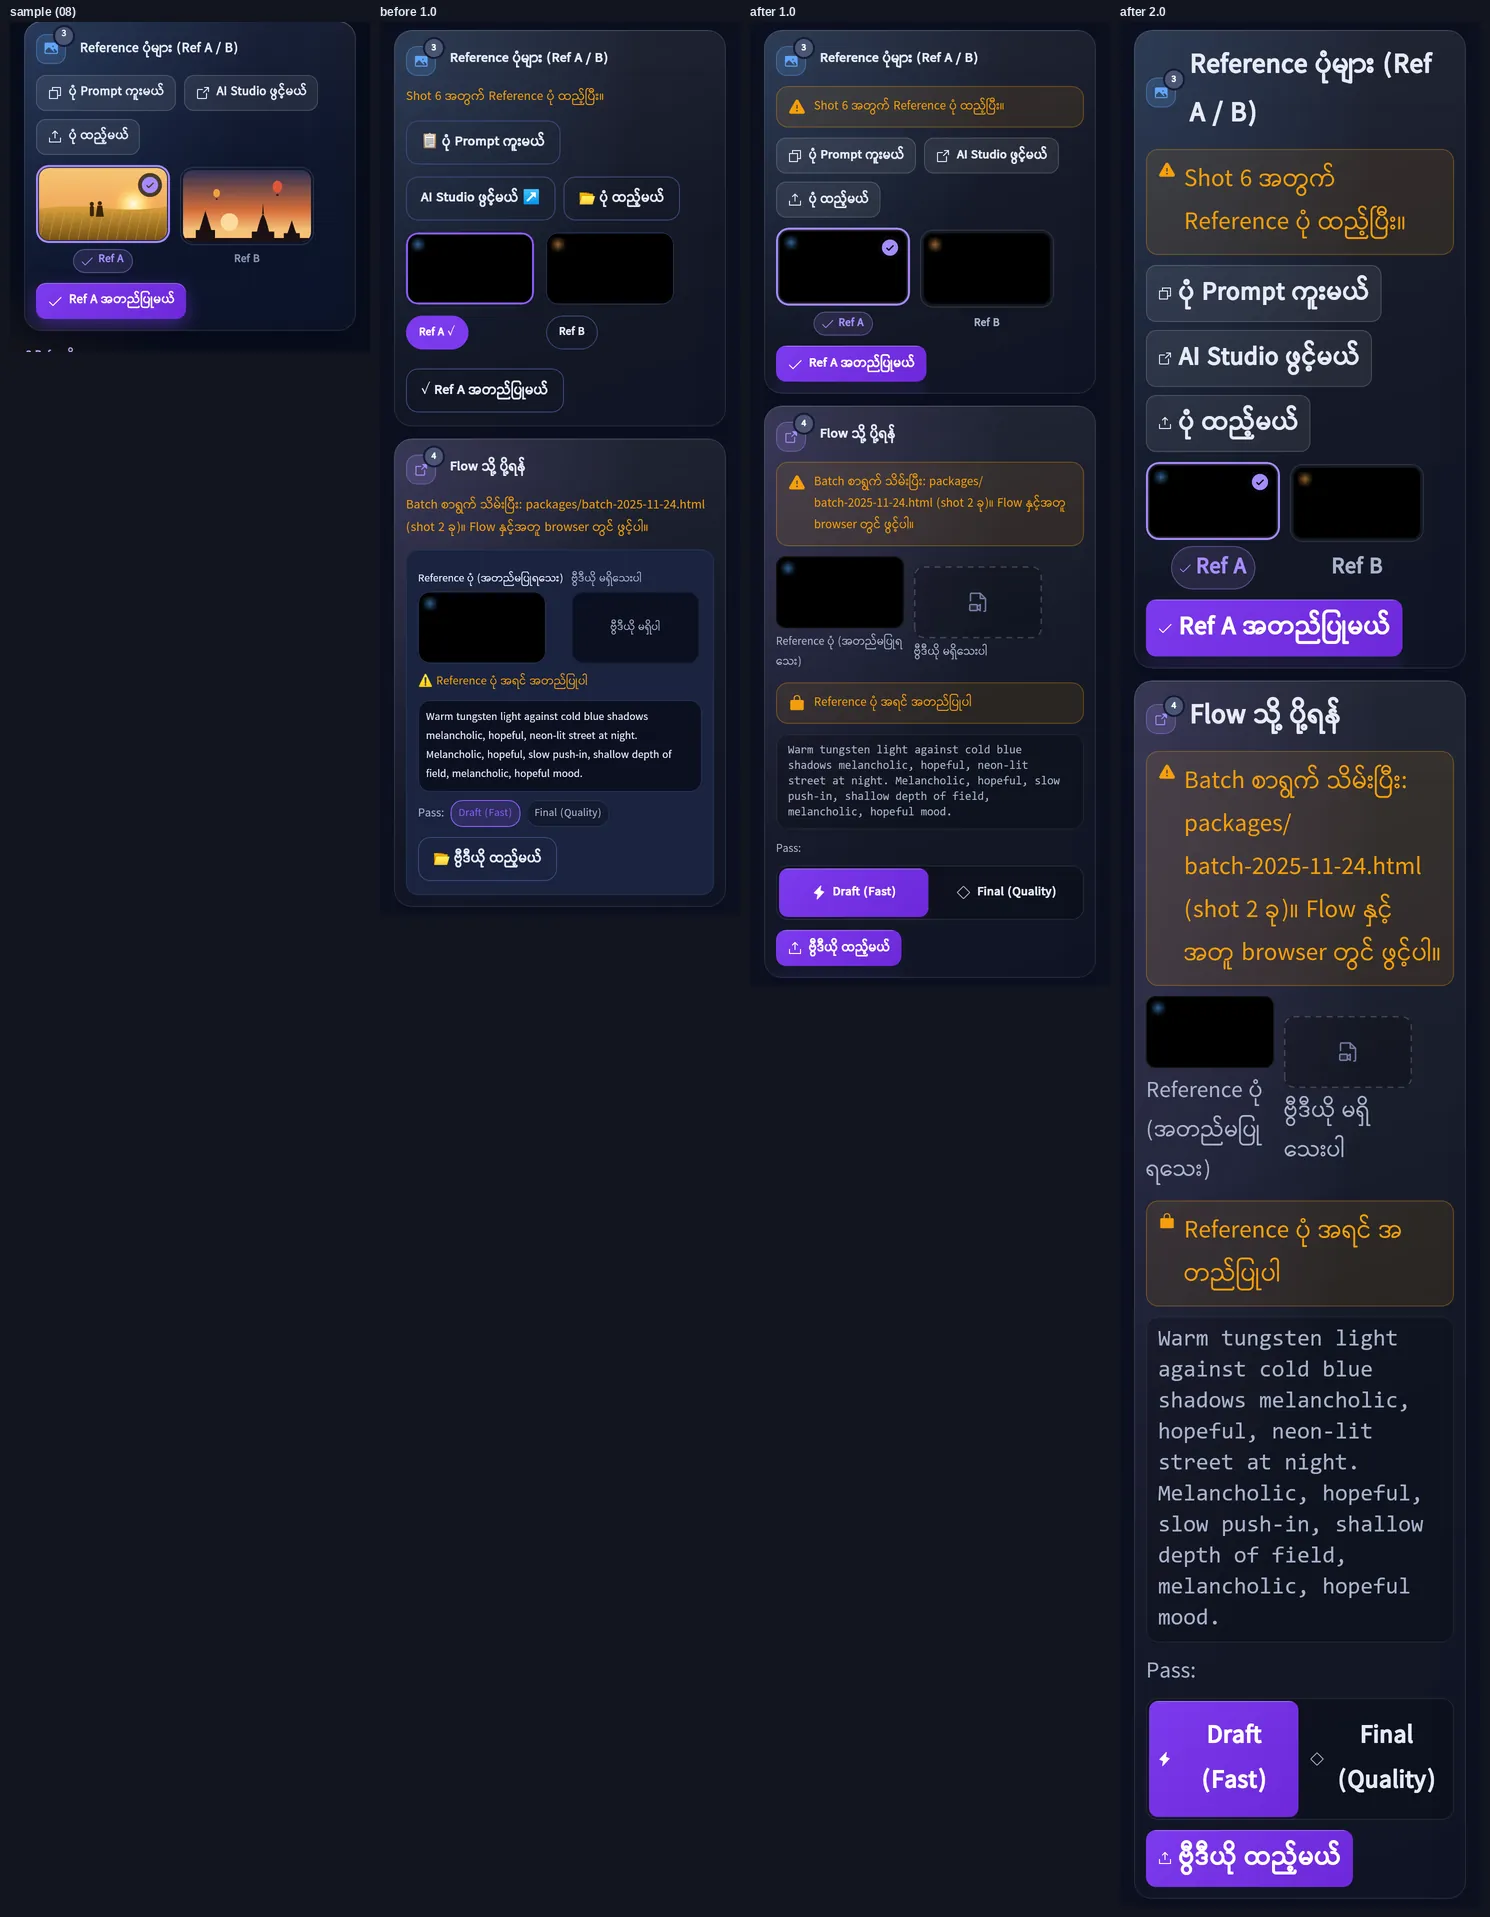 sample (08)
3
Reference ပုံများ (Ref A / B)
ပုံ Prompt ကူးမယ်
AI Studio ဖွင့်မယ်
ပုံ ထည့်မယ်
Ref A
Ref B
Ref A အတည်ပြုမယ်
before 1.0
3
Reference ပုံများ (Ref A / B)
Shot 6 အတွက် Reference ပုံ ထည့်ပြီး။
ပုံ Prompt ကူးမယ်
AI Studio ဖွင့်မယ်
ပုံ ထည့်မယ်
Ref A ✓
Ref B
✓ Ref A အတည်ပြုမယ်
4
Flow သို့ ပို့ရန်
Batch စာရွက် သိမ်းပြီး: packages/batch-2025-11-24.html
(shot 2 ခု)။ Flow နှင့်အတူ browser တွင် ဖွင့်ပါ။
Reference ပုံ (အတည်မပြုရသေး)
ဗွီဒီယို မရှိသေးပါ
ဗွီဒီယို မရှိပါ
Reference ပုံ အရင် အတည်ပြုပါ
Warm tungsten light against cold blue shadows
melancholic, hopeful, neon-lit street at night.
Melancholic, hopeful, slow push-in, shallow depth of
field, melancholic, hopeful mood.
Pass:
Draft (Fast)
Final (Quality)
ဗွီဒီယို ထည့်မယ်
after 1.0
3
Reference ပုံများ (Ref A / B)
Shot 6 အတွက် Reference ပုံ ထည့်ပြီး။
ပုံ Prompt ကူးမယ်
AI Studio ဖွင့်မယ်
ပုံ ထည့်မယ်
Ref A
Ref B
Ref A အတည်ပြုမယ်
4
Flow သို့ ပို့ရန်
Batch စာရွက် သိမ်းပြီး: packages/
batch-2025-11-24.html (shot 2 ခု)။ Flow နှင့်အတူ
browser တွင် ဖွင့်ပါ။
Reference ပုံ (အတည်မပြုရ
သေး)
ဗွီဒီယို မရှိသေးပါ
Reference ပုံ အရင် အတည်ပြုပါ
Warm tungsten light against cold blue
shadows melancholic, hopeful, neon-lit
street at night. Melancholic, hopeful, slow
push-in, shallow depth of field,
melancholic, hopeful mood.
Pass:
Draft (Fast)
Final (Quality)
ဗွီဒီယို ထည့်မယ်
after 2.0
3
Reference ပုံများ (Ref
A / B)
Shot 6 အတွက်
Reference ပုံ ထည့်ပြီး။
ပုံ Prompt ကူးမယ်
AI Studio ဖွင့်မယ်
ပုံ ထည့်မယ်
Ref A
Ref B
Ref A အတည်ပြုမယ်
4
Flow သို့ ပို့ရန်
Batch စာရွက် သိမ်းပြီး:
packages/
batch-2025-11-24.html
(shot 2 ခု)။ Flow နှင့်
အတူ browser တွင် ဖွင့်ပါ။
Reference ပုံ
(အတည်မပြု
ရသေး)
ဗွီဒီယို မရှိ
သေးပါ
Reference ပုံ အရင် အ
တည်ပြုပါ
Warm tungsten light
against cold blue
shadows melancholic,
hopeful, neon-lit
street at night.
Melancholic, hopeful,
slow push-in, shallow
depth of field,
melancholic, hopeful
mood.
Pass:
Draft
(Fast)
Final
(Quality)
ဗွီဒီယို ထည့်မယ်